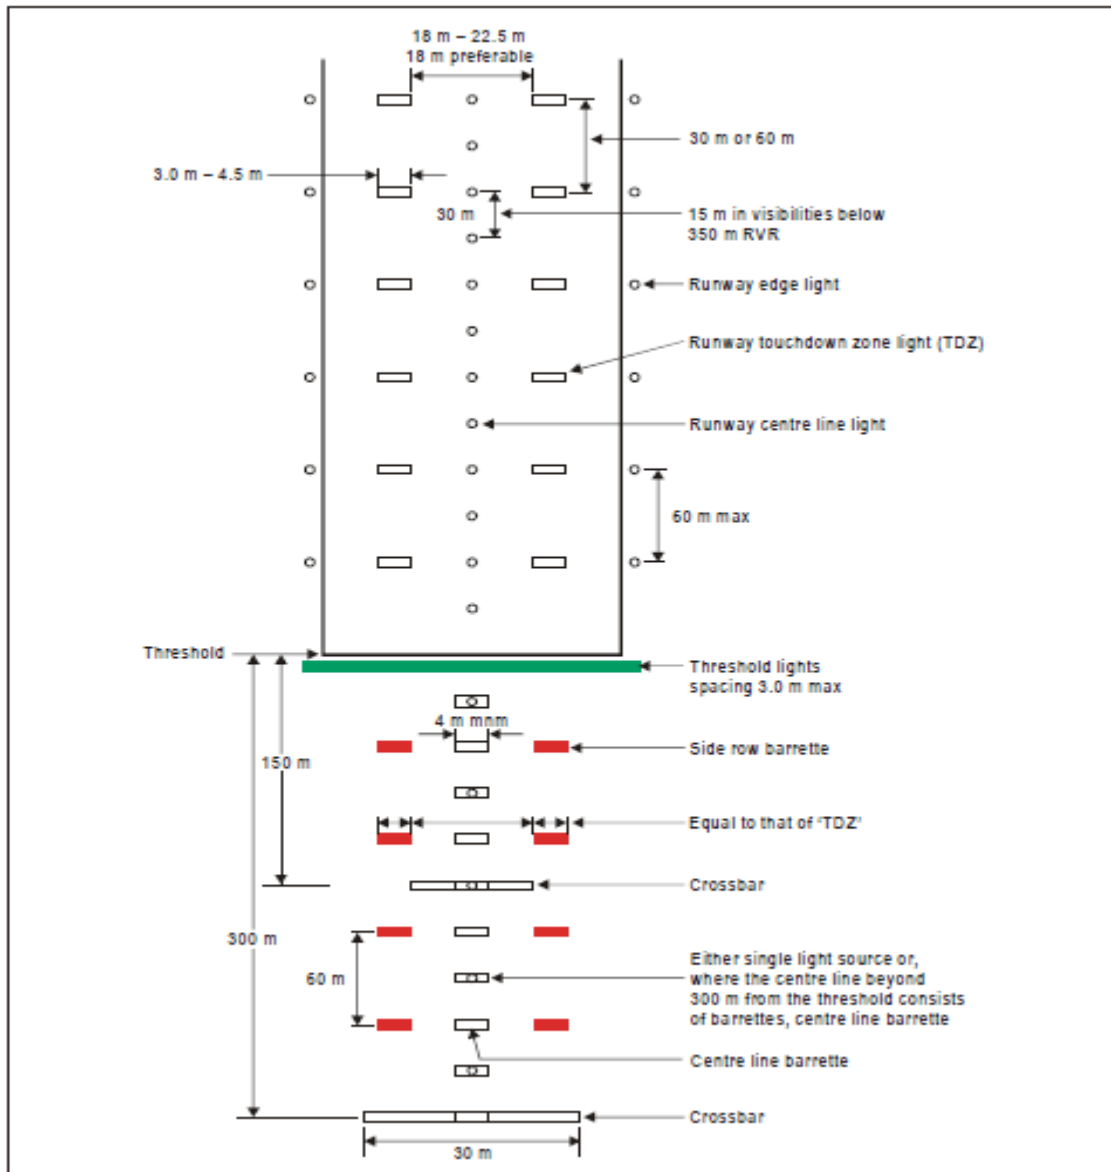 18 m – 22.5 m
18 m preferable
30 m or 60 m
3.0 m – 4.5 m
30 m
15 m in visibilities below
350 m RVR
Runway edge light
Runway touchdown zone light (TDZ)
Runway centre line light
60 m max
Threshold
Threshold lights
spacing 3.0 m max
4 m mnm
Side row barrette
150 m
Equal to that of “TDZ”
Crossbar
300 m
60 m
Either single light source or,
where the centre line beyond
300 m from the threshold consists
of barrettes, centre line barrette
Centre line barrette
Crossbar
30 m